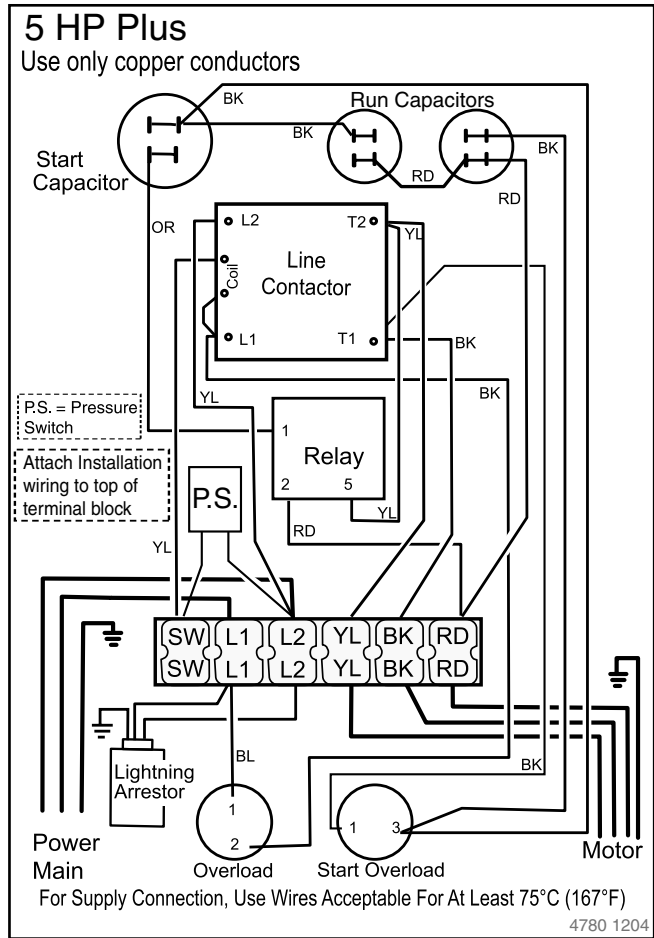 5 HP Plus
Use only copper conductors
BK
Run Capacitors
BK
BK
Start
Capacitor
RD
RD
OR
L2
T2
YL
Coil
Line
Contactor
L1
T1
BK
BK
YL
P.S. = Pressure
Switch
1
Relay
2
5
Attach Installation
wiring to top of
terminal block
P.S.
YL
RD
YL
SW L1 L2 YL BK RD
SW L1 L2 YL BK RD
Lightning
Arrestor
BL
BK
1
2
1
3
Power
Main
Overload
Start Overload
Motor
For Supply Connection, Use Wires Acceptable For At Least 75°C (167°F)
4780 1204